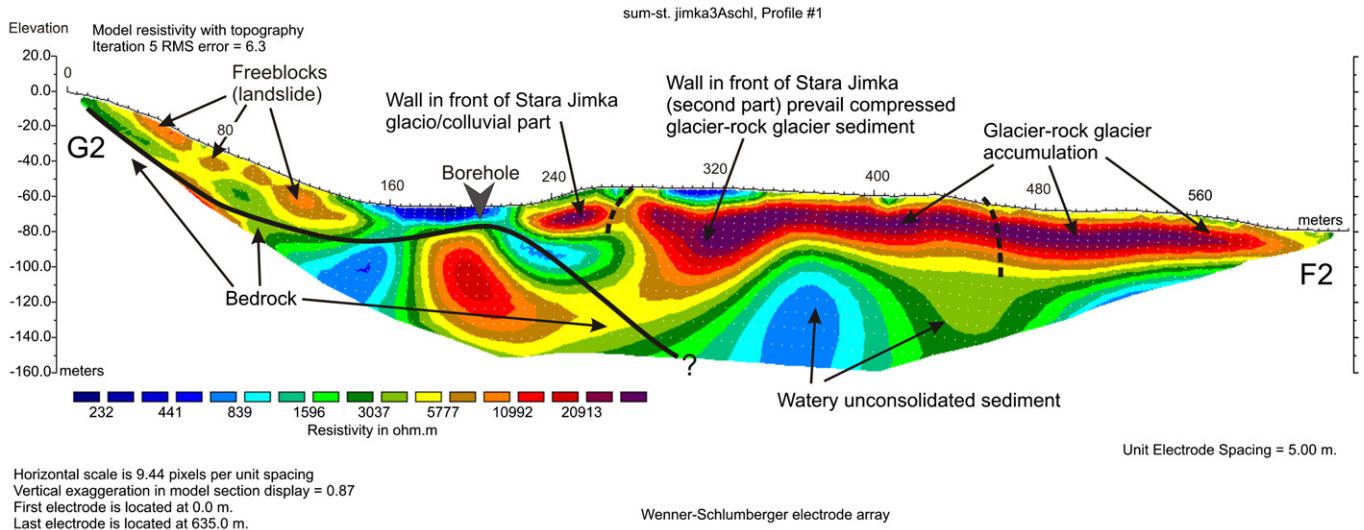 sum-st. jimka3Aschl, Profile #1
Elevation
Model resistivity with topography
Iteration 5 RMS error = 6.3
20.0
0.0
-20.0
-40.0
-60.0
-80.0
-100.0
-120.0
-140.0
-160.0
meters
0
80
160
240
320
400
480
560
meters
G2
F2
Freeblocks
(landslide)
Wall in front of Stara Jimka
glacio/colluvial part
Borehole
Wall in front of Stara Jimka
(second part) prevail compressed
glacier-rock glacier sediment
Glacier-rock glacier
accumulation
Bedrock
?
Watery unconsolidated sediment
232 441 839 1596 3037 5777 10992 20913
Resistivity in ohm.m
Unit Electrode Spacing = 5.00 m.
Horizontal scale is 9.44 pixels per unit spacing
Vertical exaggeration in model section display = 0.87
First electrode is located at 0.0 m.
Last electrode is located at 635.0 m.
Wenner-Schlumberger electrode array